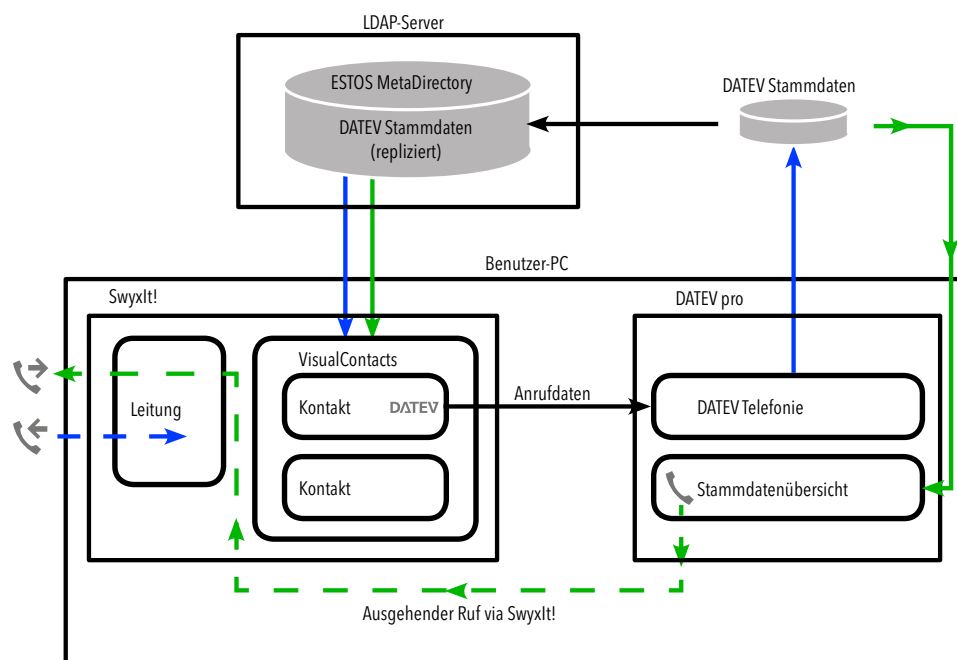 LDAP-Server
ESTOS MetaDirectory
DATEV Stammdaten
(repliziert)
DATEV Stammdaten
Benutzer-PC
SwyxIt!
DATEV pro
VisualContacts
Leitung
Kontakt
DATEV
Anrufdaten
DATEV Telefonie
Kontakt
Stammdatenübersicht
Ausgehender Ruf via SwyxIt!